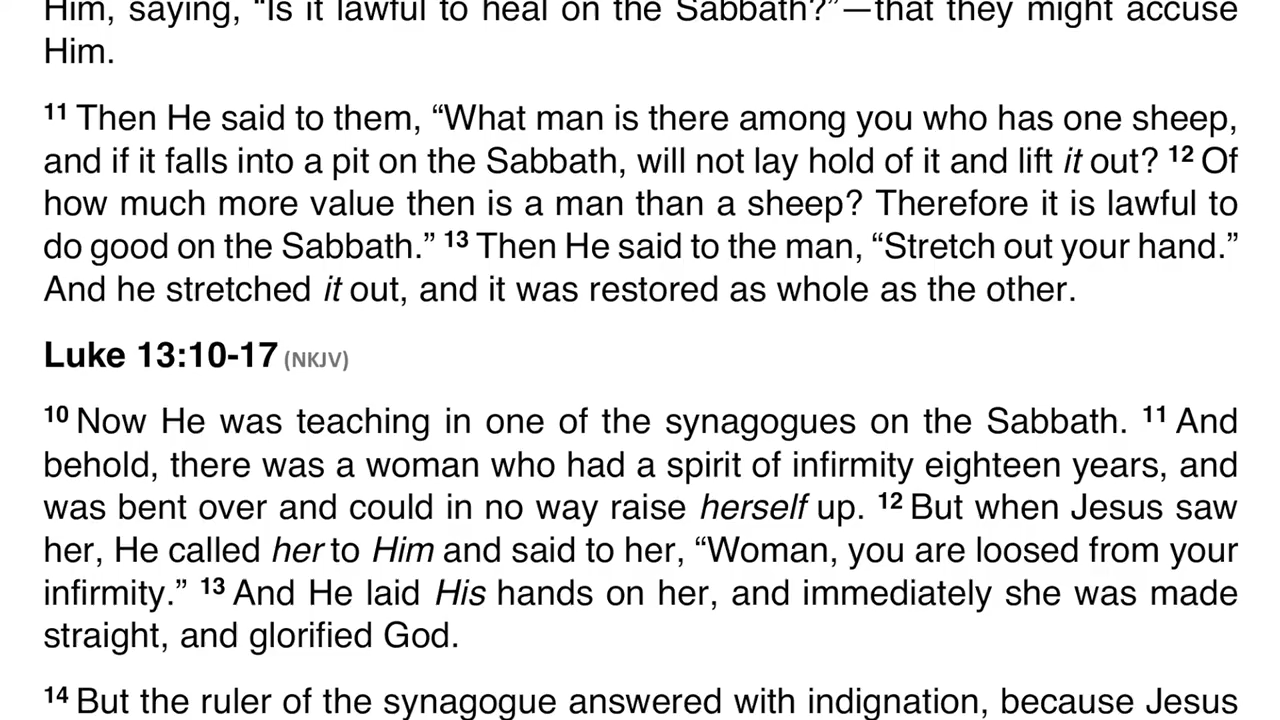 Him, saying, “Is it lawful to heal on the Sabbath?”—that they might accuse
Him.
11 Then He said to them, “What man is there among you who has one sheep,
and if it falls into a pit on the Sabbath, will not lay hold of it and lift it out? 12 Of
how much more value then is a man than a sheep? Therefore it is lawful to
do good on the Sabbath.” 13 Then He said to the man, “Stretch out your hand.”
And he stretched it out, and it was restored as whole as the other.
Luke 13:10-17 (NKJV)
10 Now He was teaching in one of the synagogues on the Sabbath. 11 And
behold, there was a woman who had a spirit of infirmity eighteen years, and
was bent over and could in no way raise herself up. 12 But when Jesus saw
her, He called her to Him and said to her, “Woman, you are loosed from your
infirmity.” 13 And He laid His hands on her, and immediately she was made
straight, and glorified God.
14 But the ruler of the synagogue answered with indignation, because Jesus